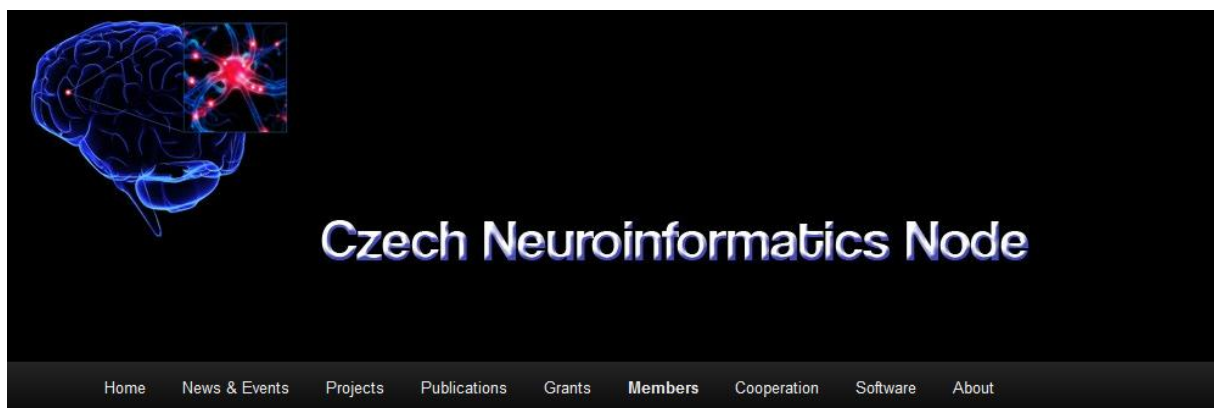 Czech Neuroinformatics Node
Home News & Events Projects Publications Grants Members Cooperation Software About